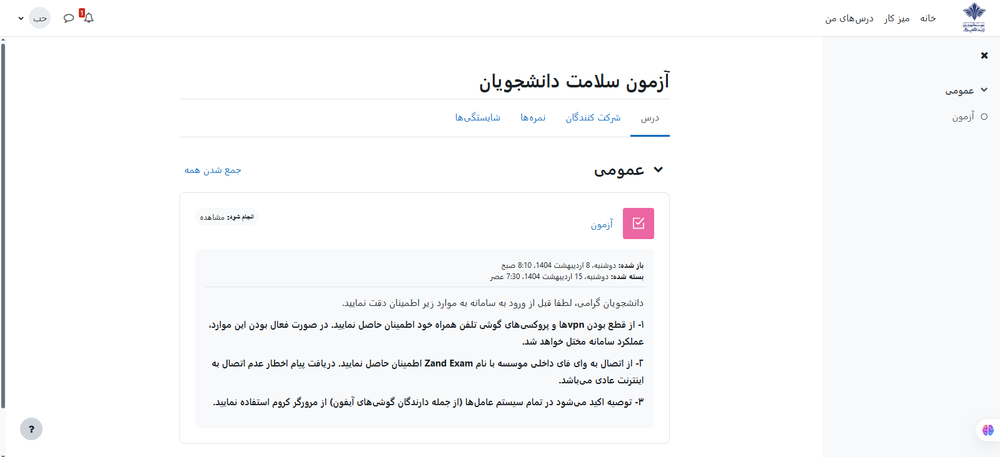 خانه
میز کار
درس‌های من
1
حب
زند شیراز
عمومی
آزمون
آزمون سلامت دانشجویان
درس
شرکت کنندگان
نمره‌ها
شایستگی‌ها
عمومی
جمع شدن همه
آزمون
انجام شود: مشاهده
باز شده: دوشنبه، 8 اردیبهشت 1404، 8:10 صبح
بسته شده: دوشنبه، 15 اردیبهشت 1404، 7:30 عصر
دانشجویان گرامی، لطفا قبل از ورود به سامانه به موارد زیر اطمینان دقت نمایید.
۱- از قطع بودن vpnها و پروکسی‌های گوشی تلفن همراه خود اطمینان حاصل نمایید. در صورت فعال بودن این موارد،
عملکرد سامانه مختل خواهد شد.
۲- از اتصال به وای فای داخلی موسسه با نام Zand Exam اطمینان حاصل نمایید. دریافت پیام اخطار عدم اتصال به
اینترنت عادی می‌باشد.
۳- توصیه اکید می‌شود در تمام سیستم عامل‌ها (از جمله دارندگان گوشی‌های آیفون) از مرورگر کروم استفاده نمایید.
?